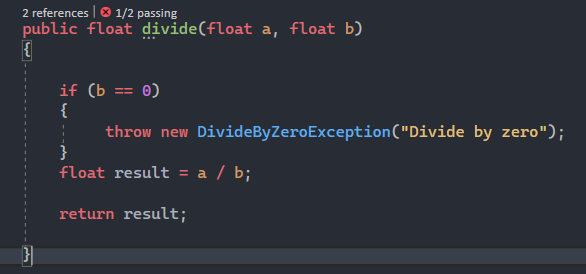 2 references | 1/2 passing
public float divide(float a, float b)
{
if (b == 0)
{
throw new DivideByZeroException("Divide by zero");
}
float result = a / b;
return result;
}